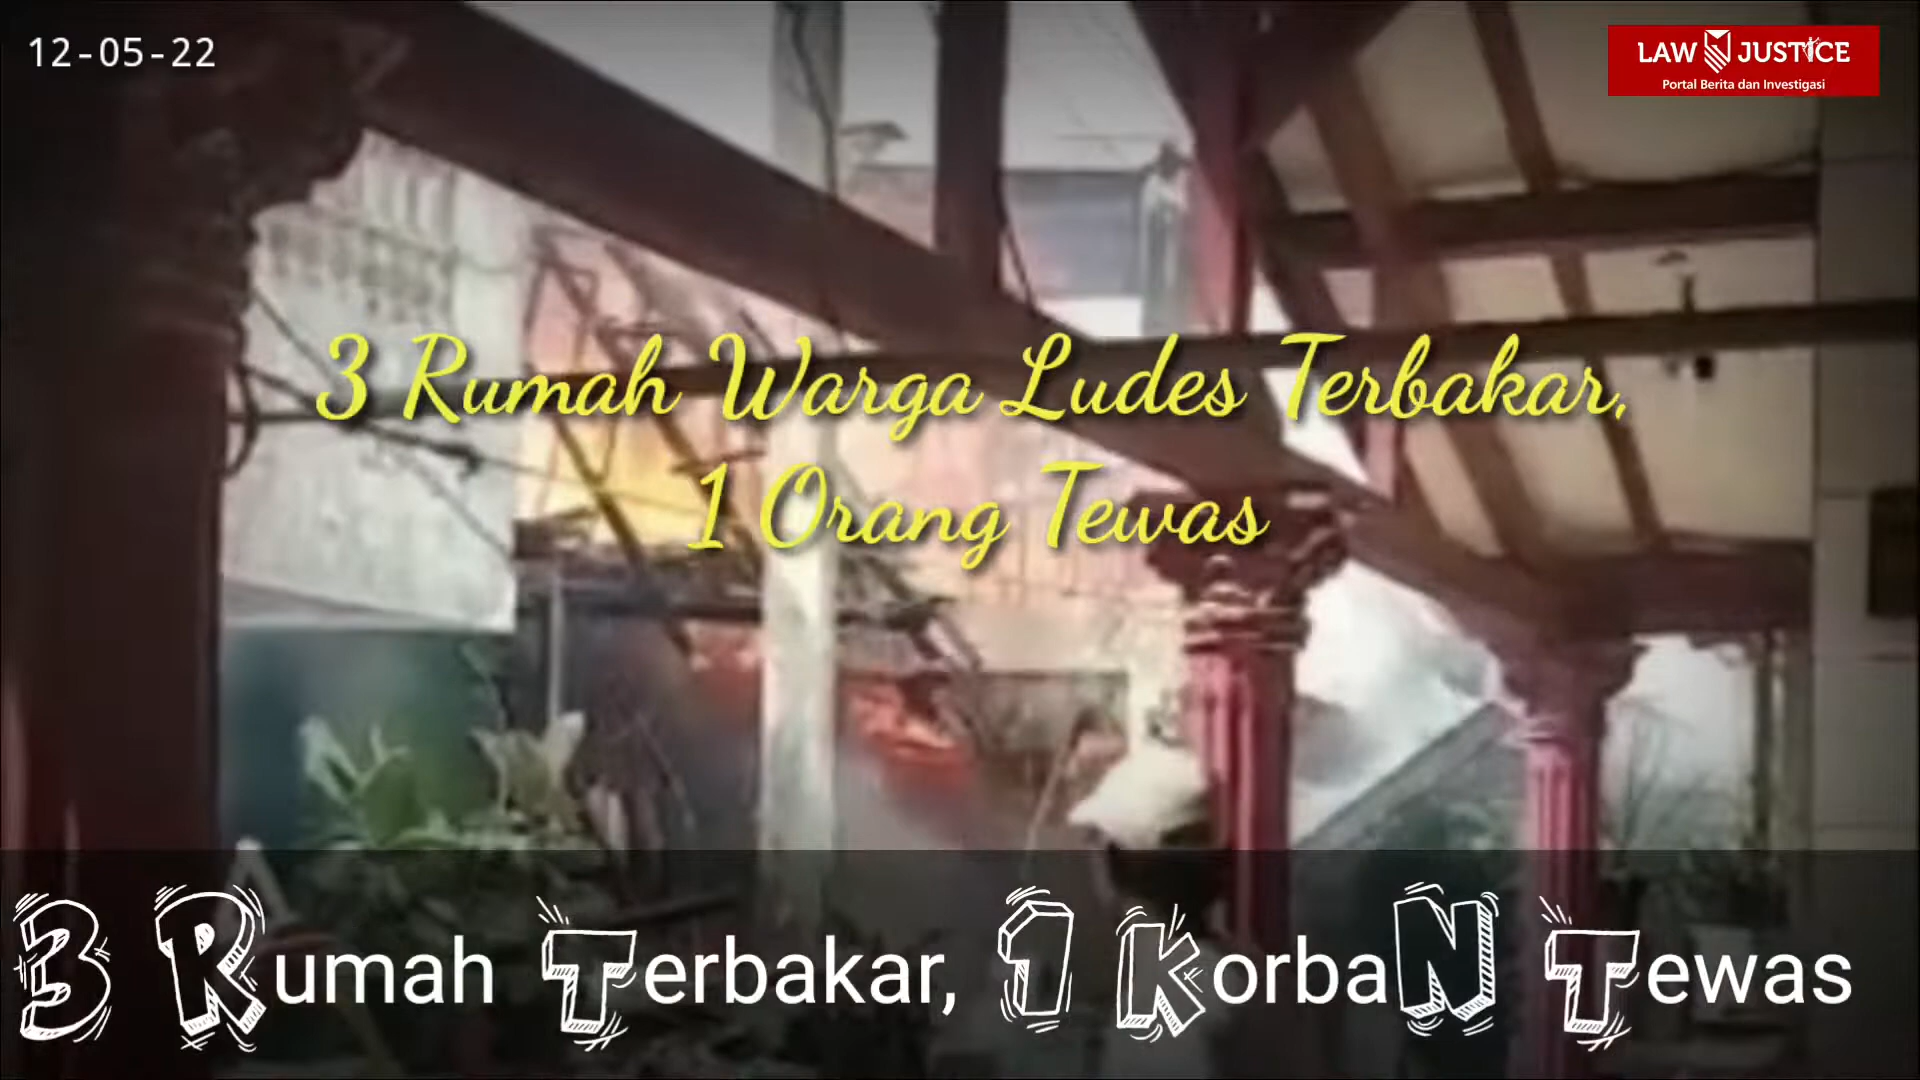 12-05-22
LAW JUSTICE
Portal Berita dan Investigasi
3 Rumah Warga Ludes Terbakar,
1 Orang Tewas
3 Rumah Terbakar, 1 KorbaN Tewas